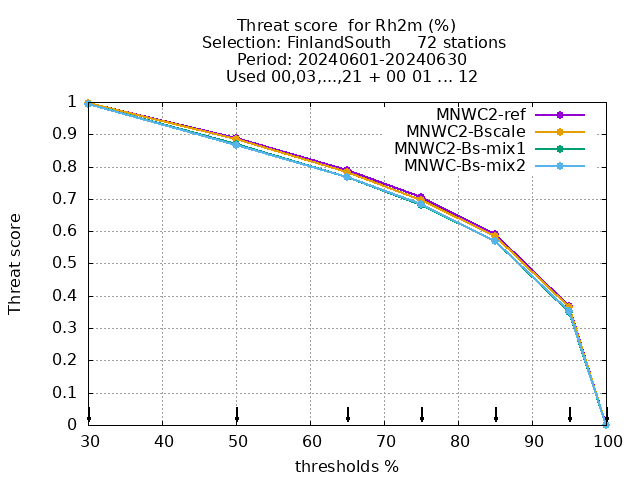 Threat score  for Rh2m (%)
Selection: FinlandSouth     72 stations
Period: 20240601-20240630
Used 00,03,...,21 + 00 01 ... 12
MNWC2-ref
MNWC2-Bscale
MNWC2-Bs-mix1
MNWC-Bs-mix2
1
0.9
0.8
0.7
0.6
0.5
0.4
0.3
0.2
0.1
0
Threat score
30 40 50 60 70 80 90 100
thresholds %